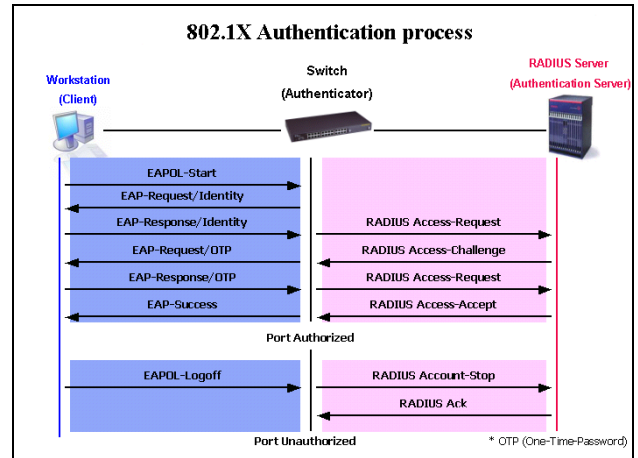 802.1X Authentication process
Workstation
(Client)
Switch
(Authenticator)
RADIUS Server
(Authentication Server)
EAPOL-Start
EAP-Request/Identity
EAP-Response/Identity
RADIUS Access-Request
EAP-Request/OTP
RADIUS Access-Challenge
EAP-Response/OTP
RADIUS Access-Request
EAP-Success
RADIUS Access-Accept
Port Authorized
EAPOL-Logoff
RADIUS Account-Stop
RADIUS Ack
Port Unauthorized
* OTP (One-Time-Password)